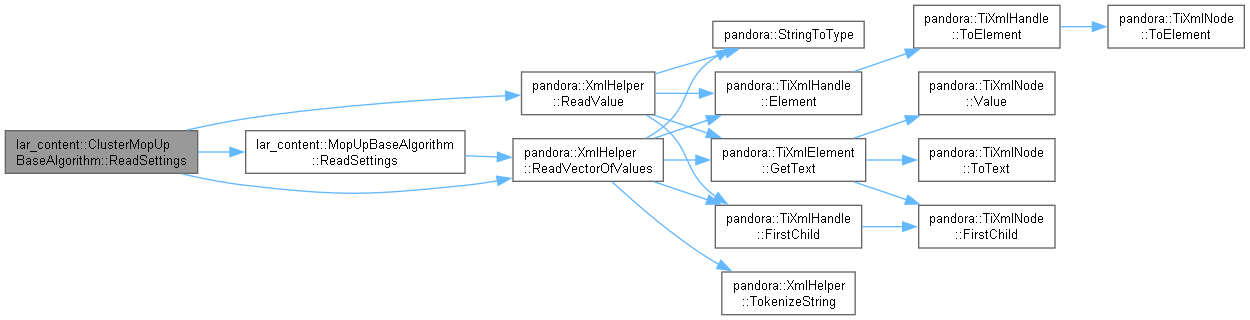 lar_content::ClusterMopUp
BaseAlgorithm::ReadSettings
lar_content::MopUpBaseAlgorithm
::ReadSettings
pandora::XmlHelper
::ReadValue
pandora::XmlHelper
::ReadVectorOfValues
pandora::StringToType
pandora::TiXmlHandle
::Element
pandora::TiXmlElement
::GetText
pandora::TiXmlHandle
::FirstChild
pandora::XmlHelper
::TokenizeString
pandora::TiXmlHandle
::ToElement
pandora::TiXmlNode
::Value
pandora::TiXmlNode
::ToText
pandora::TiXmlNode
::FirstChild
pandora::TiXmlNode
::ToElement